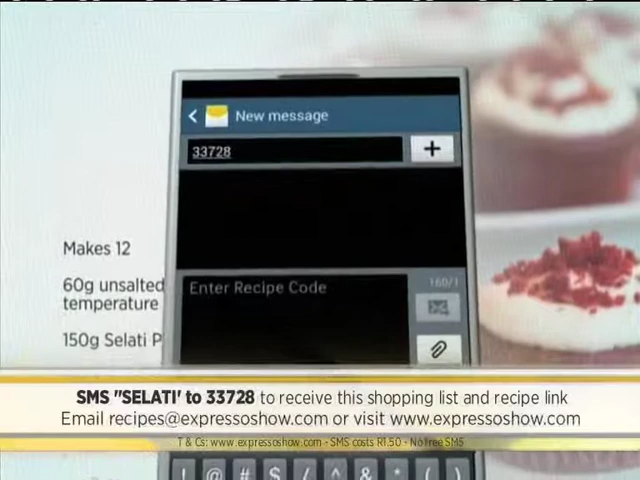 New message
33728
+
Makes 12
60g unsalted
temperature
150g Selati P
160/1
Enter Recipe Code
SMS "SELATI' to 33728 to receive this shopping list and recipe link
Email recipes@expressoshow.com or visit www.expressoshow.com
T & Cs: www.expressoshow.com - SMS costs R1.50 - No free SMS
! @ # $ / ^ & * ( )